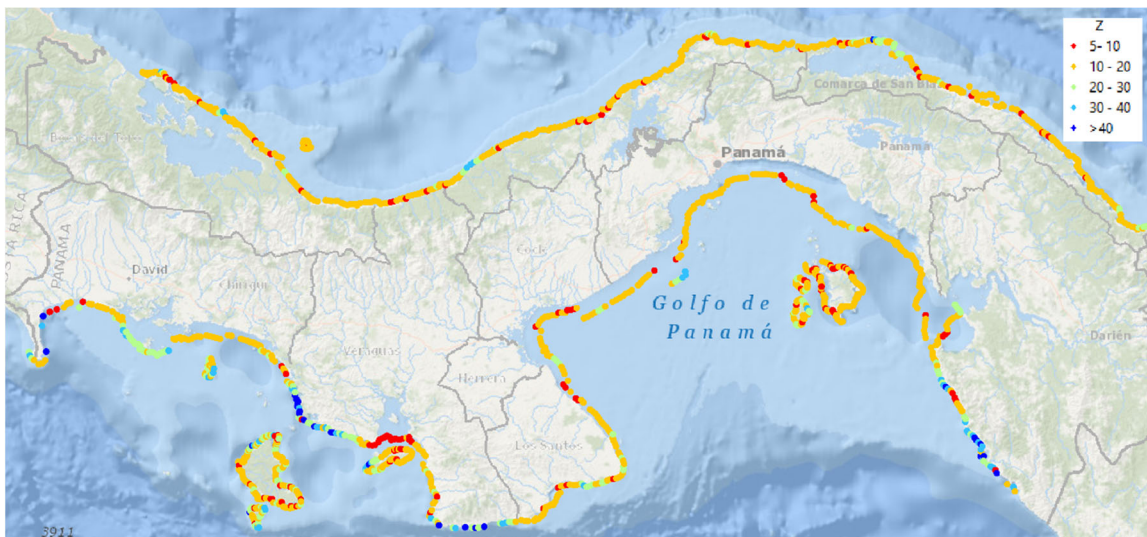 Z
5- 10
10 - 20
20 - 30
30 - 40
>40
Comarca de San Bla
Panamá
Panamá
PANAMA
David
Chiriquí
Coclé
Golfo de
Panamá
Veraguas
Herrera
Darién
Los Santos
3911